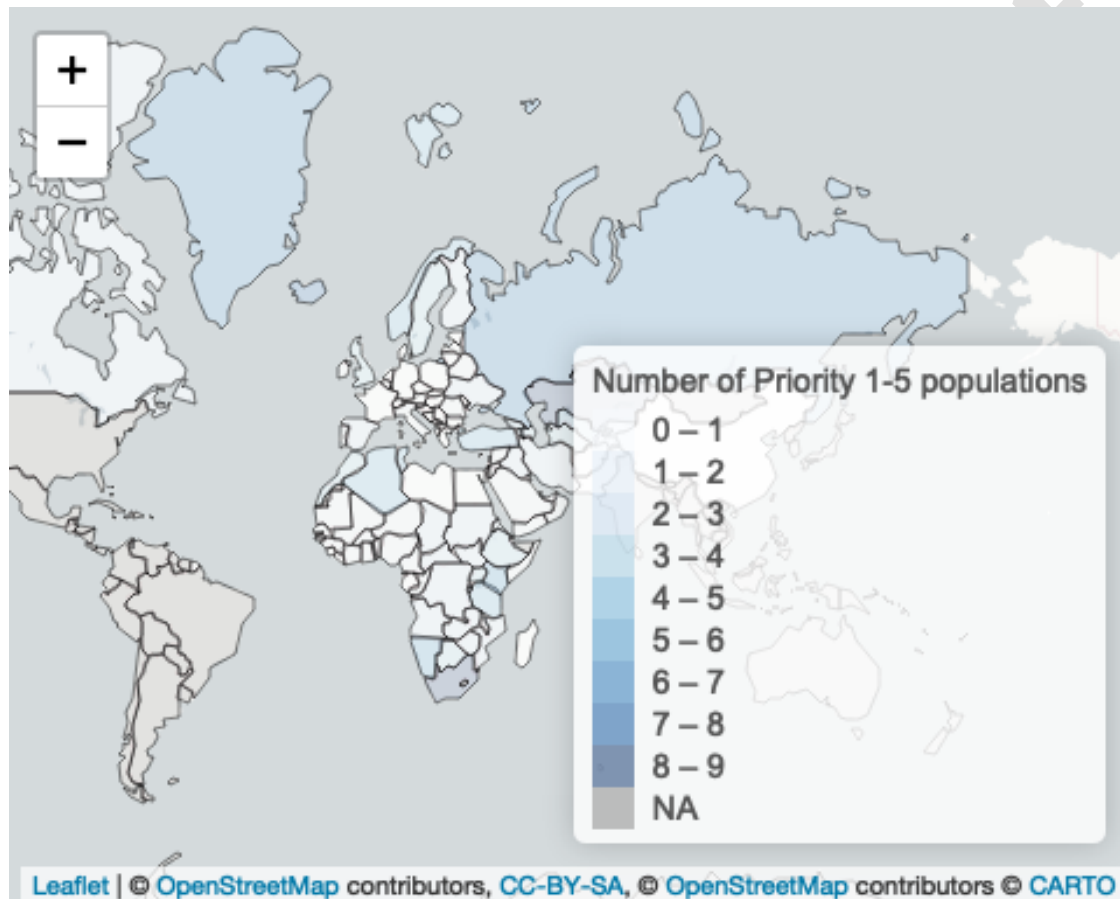 +
−
Number of Priority 1-5 populations
0 – 1
1 – 2
2 – 3
3 – 4
4 – 5
5 – 6
6 – 7
7 – 8
8 – 9
NA
Leaflet | © OpenStreetMap contributors, CC-BY-SA, © OpenStreetMap contributors © CARTO